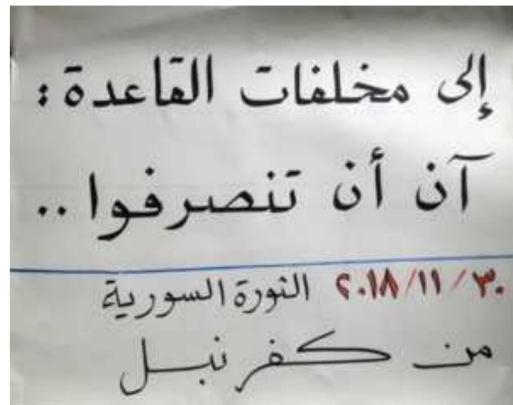 إلى مخلفات القاعدة:
آن أن تنصرفوا..
٣٠/١١/٢٠١٨ الثورة السورية
من كفرنبل